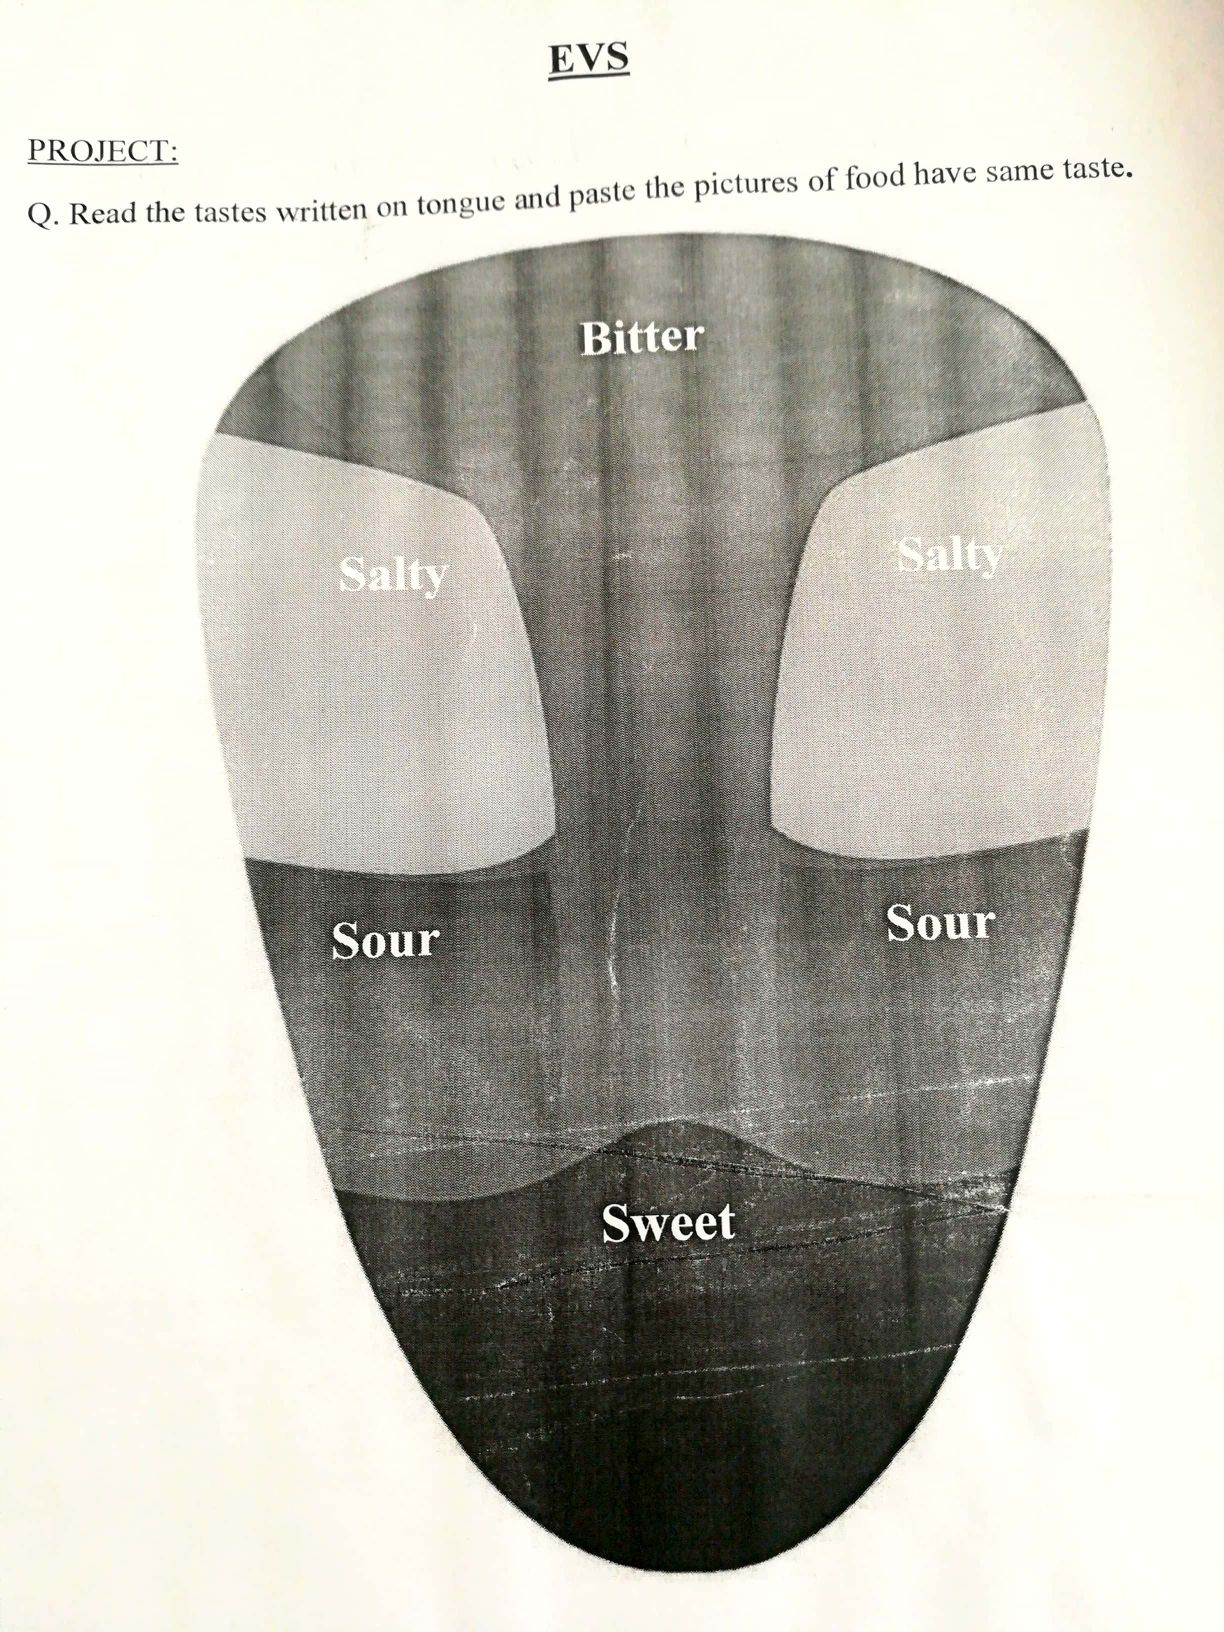 EVS
PROJECT:
Q. Read the tastes written on tongue and paste the pictures of food have same taste.
Bitter
Salty
Salty
Sour
Sour
Sweet